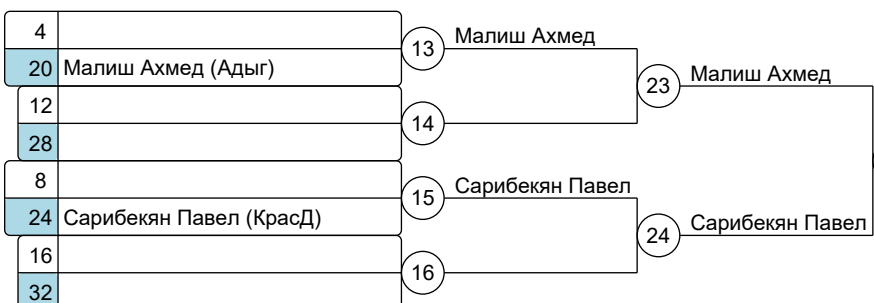 4
13 Малиш Ахмед
20 Малиш Ахмед (Адыг)
23 Малиш Ахмед
12
14
28
8
15 Сарибекян Павел
24 Сарибекян Павел (КрасД)
24 Сарибекян Павел
16
16
32